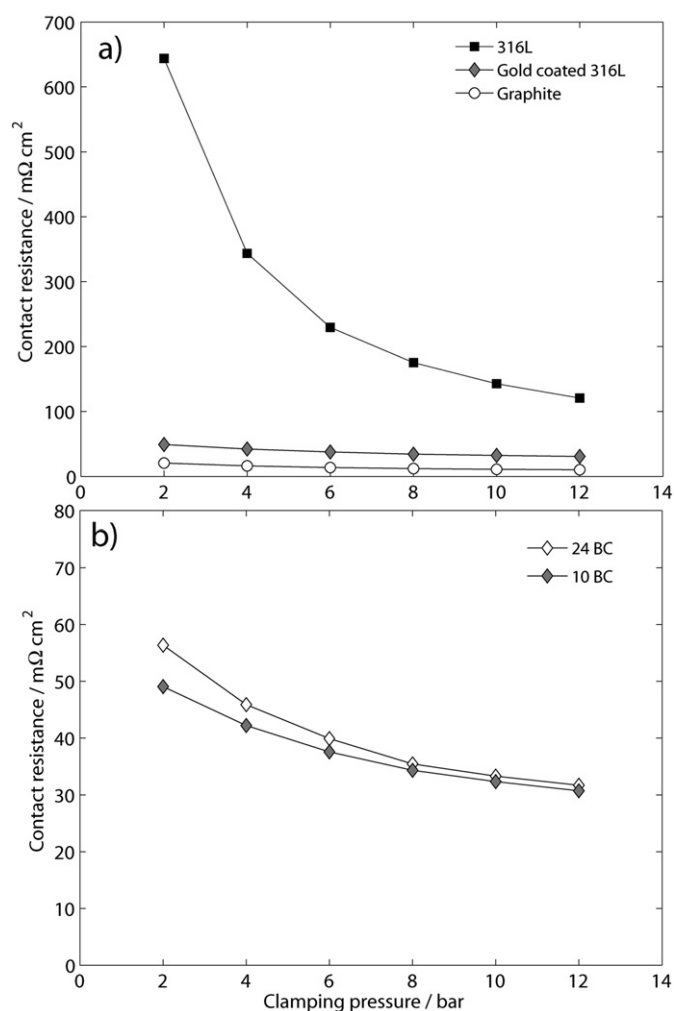 a)
316L
Gold coated 316L
Graphite
Contact resistance / mΩ cm²
700
600
500
400
300
200
100
0
0 2 4 6 8 10 12 14
b)
24 BC
10 BC
Contact resistance / mΩ cm²
80
70
60
50
40
30
20
10
0
0 2 4 6 8 10 12 14
Clamping pressure / bar